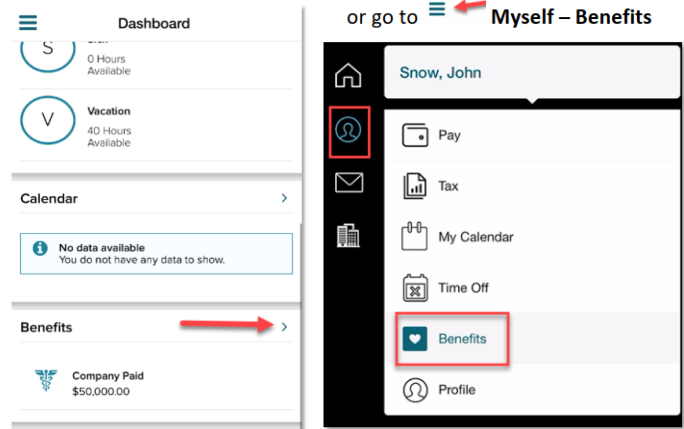 Dashboard
S
0 Hours
Available
V
Vacation
40 Hours
Available
Calendar
No data available
You do not have any data to show.
Benefits
Company Paid
$50,000.00
or go to
Myself – Benefits
Snow, John
Pay
Tax
My Calendar
Time Off
Benefits
Profile